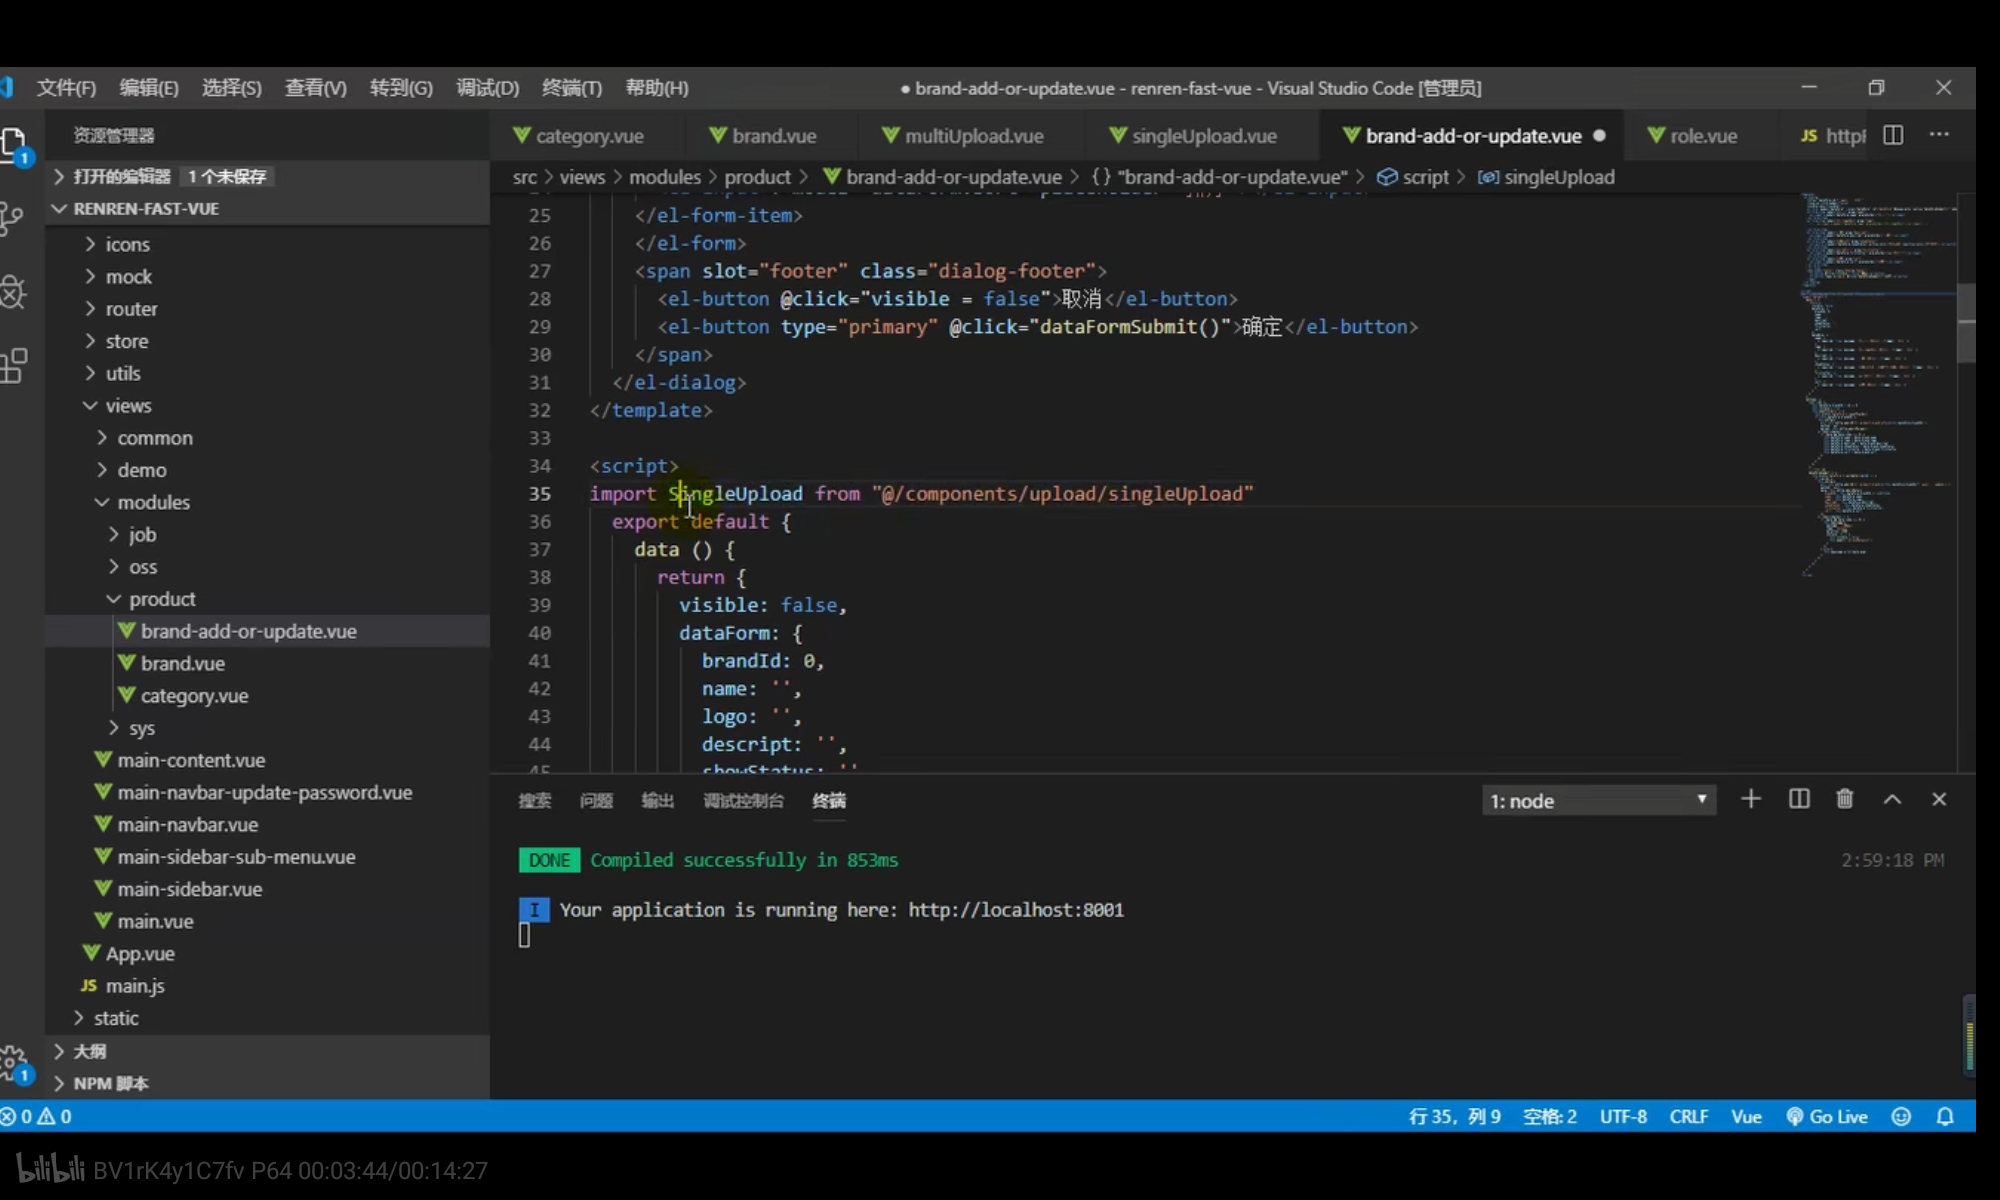 文件(F) 编辑(E) 选择(S) 查看(V) 转到(G) 调试(D) 终端(T) 帮助(H) ● brand-add-or-update.vue - renren-fast-vue - Visual Studio Code [管理员]
资源管理器
1
打开的编辑器 1 个未保存
RENREN-FAST-VUE
icons
mock
router
store
utils
views
common
demo
modules
job
oss
product
brand-add-or-update.vue
brand.vue
category.vue
sys
main-content.vue
main-navbar-update-password.vue
main-navbar.vue
main-sidebar-sub-menu.vue
main-sidebar.vue
main.vue
App.vue
JS main.js
static
大纲
NPM 脚本
1
category.vue brand.vue multiUpload.vue singleUpload.vue brand-add-or-update.vue ● role.vue JS ···
src > views > modules > product > brand-add-or-update.vue > {} "brand-add-or-update.vue" > script > singleUpload
25 </el-form-item>
26 </el-form>
27 <span slot="footer" class="dialog-footer">
28 <el-button @click="visible = false">取消</el-button>
29 <el-button type="primary" @click="dataFormSubmit()">确定</el-button>
30 </span>
31 </el-dialog>
32 </template>
33
34 <script>
35 import SingleUpload from "@/components/upload/singleUpload"
36 export default {
37 data () {
38 return {
39 visible: false,
40 dataForm: {
41 brandId: 0,
42 name: '',
43 logo: '',
44 descript: '',
45 showStatus: ''
搜索 问题 输出 调试控制台 终端 1: node
DONE Compiled successfully in 853ms 2:59:18 PM
I Your application is running here: http://localhost:8001
0 0 行 35，列 9 空格: 2 UTF-8 CRLF Vue Go Live
bilibili BV1rK4y1C7fv P64 00:03:44/00:14:27